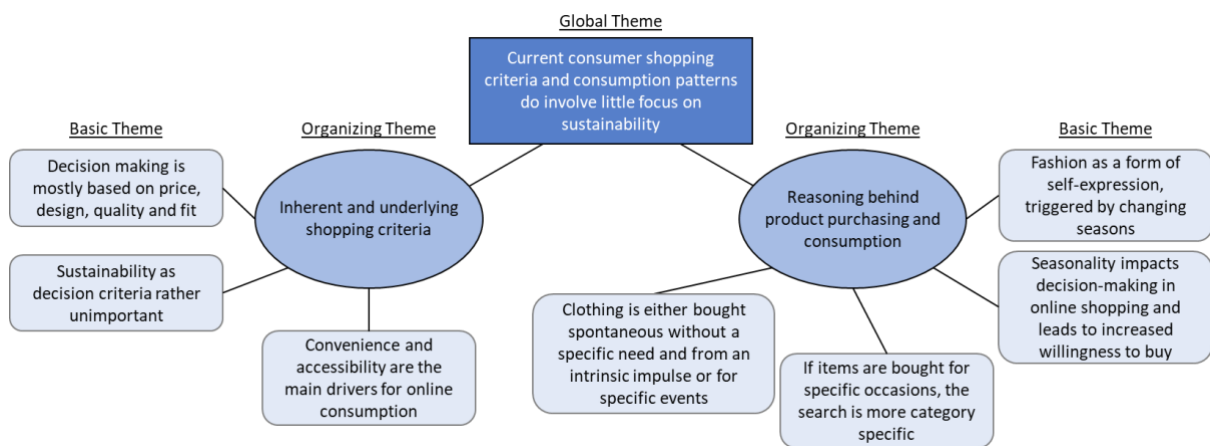 Global Theme
Current consumer shopping
criteria and consumption patterns
do involve little focus on
sustainability
Basic Theme
Organizing Theme
Organizing Theme
Basic Theme
Decision making is
mostly based on price,
design, quality and fit
Sustainability as
decision criteria rather
unimportant
Inherent and underlying
shopping criteria
Convenience and
accessibility are the
main drivers for online
consumption
Reasoning behind
product purchasing and
consumption
Clothing is either bought
spontaneous without a
specific need and from an
intrinsic impulse or for
specific events
If items are bought for
specific occasions, the
search is more category
specific
Fashion as a form of
self-expression,
triggered by changing
seasons
Seasonality impacts
decision-making in
online shopping and
leads to increased
willingness to buy